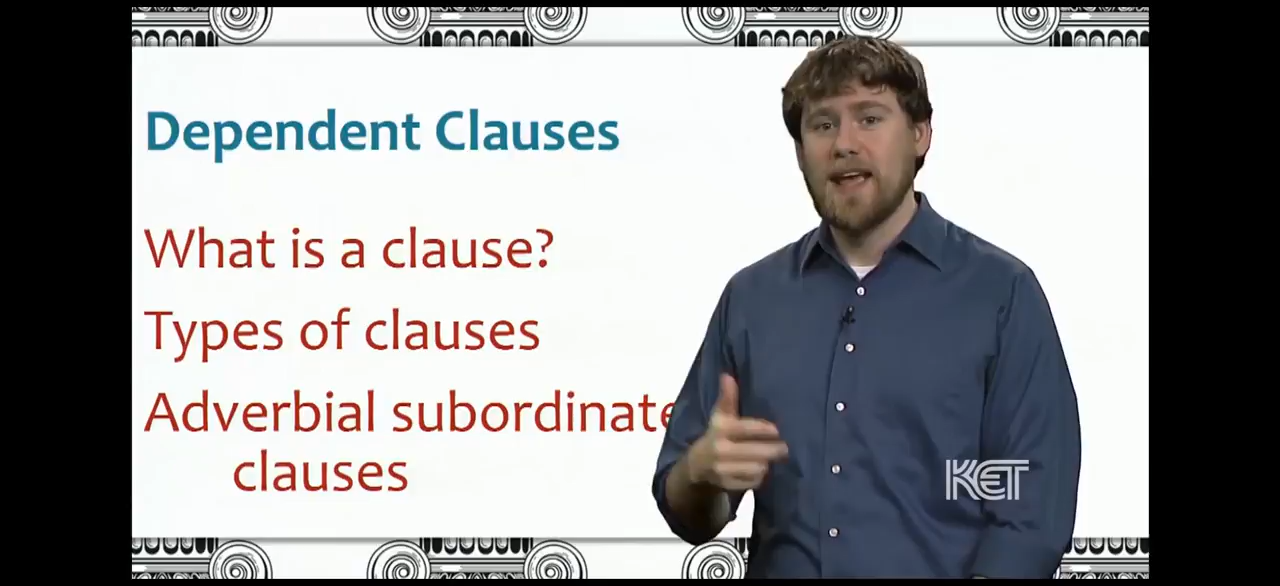 Dependent Clauses
What is a clause?
Types of clauses
Adverbial subordinate
clauses
KET